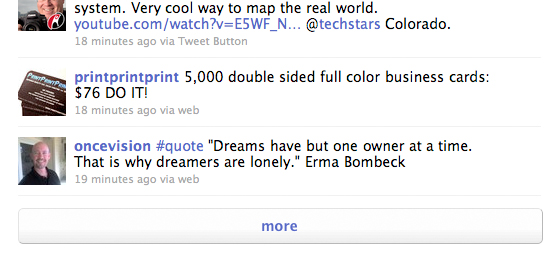 system. Very cool way to map the real world.
youtube.com/watch?v=E5WF_N... @techstars Colorado.
18 minutes ago via Tweet Button
printprintprint 5,000 double sided full color business cards:
$76 DO IT!
18 minutes ago via web
oncevision #quote "Dreams have but one owner at a time.
That is why dreamers are lonely." Erma Bombeck
19 minutes ago via web
more